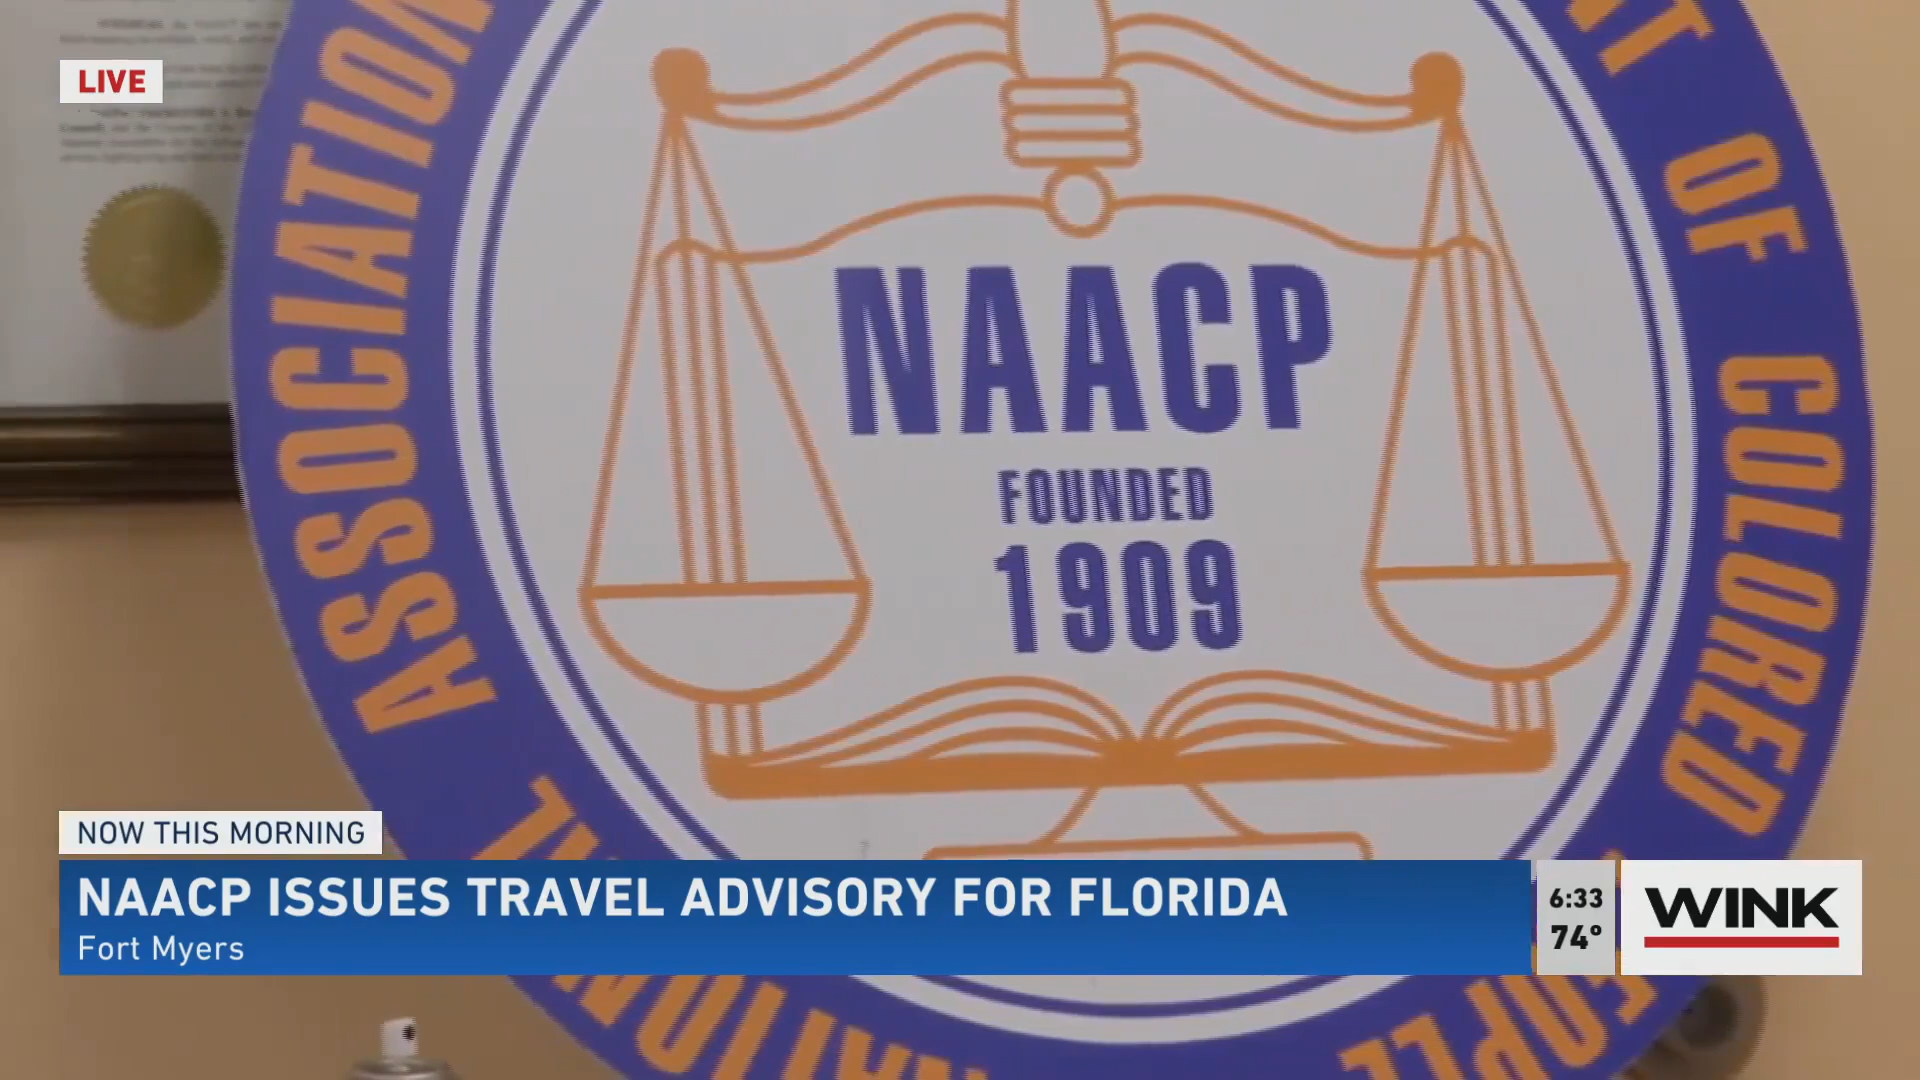 LIVE
ASSOCIATION
OF COLORED
NAACP
FOUNDED
1909
NOW THIS MORNING
NAACP ISSUES TRAVEL ADVISORY FOR FLORIDA
Fort Myers
6:33
74°
WINK